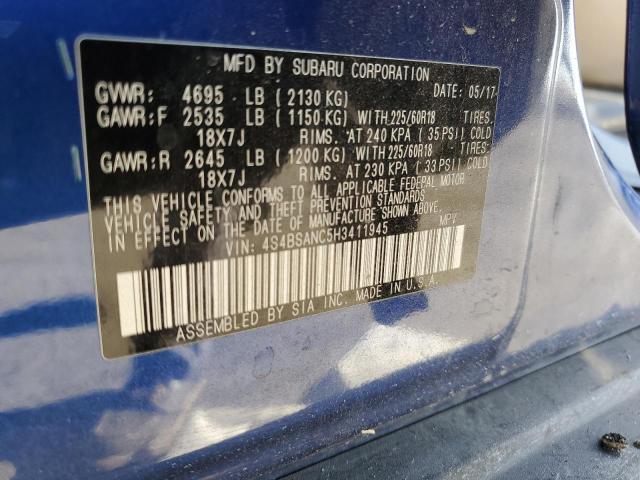 MFD BY SUBARU CORPORATION
GVWR: 4695 LB ( 2130 KG) DATE: 05/17
GAWR:F 2535 LB ( 1150 KG) WITH 225/60R18 TIRES.
18X7J RIMS. AT 240 KPA ( 35 PSI) COLD
GAWR:R 2645 LB ( 1200 KG) WITH 225/60R18 TIRES.
18X7J RIMS. AT 230 KPA ( 33 PSI) COLD
THIS VEHICLE CONFORMS TO ALL APPLICABLE FEDERAL MOTOR
VEHICLE SAFETY AND THEFT PREVENTION STANDARDS
IN EFFECT ON THE DATE OF MANUFACTURE SHOWN ABOVE.
VIN: 4S4BSANC5H3411945 MPV
ASSEMBLED BY SIA INC. MADE IN U.S.A.